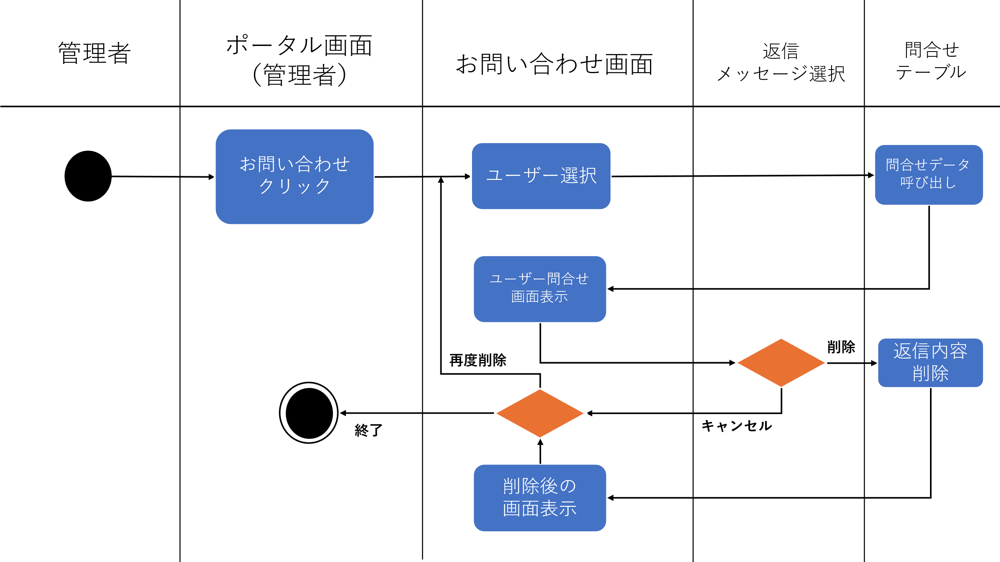 管理者
ポータル画面
（管理者）
お問い合わせ画面
返信
メッセージ選択
問合せ
テーブル
お問い合わせ
クリック
ユーザー選択
問合せデータ
呼び出し
ユーザー問合せ
画面表示
再度削除
削除
返信内容
削除
終了
キャンセル
削除後の
画面表示